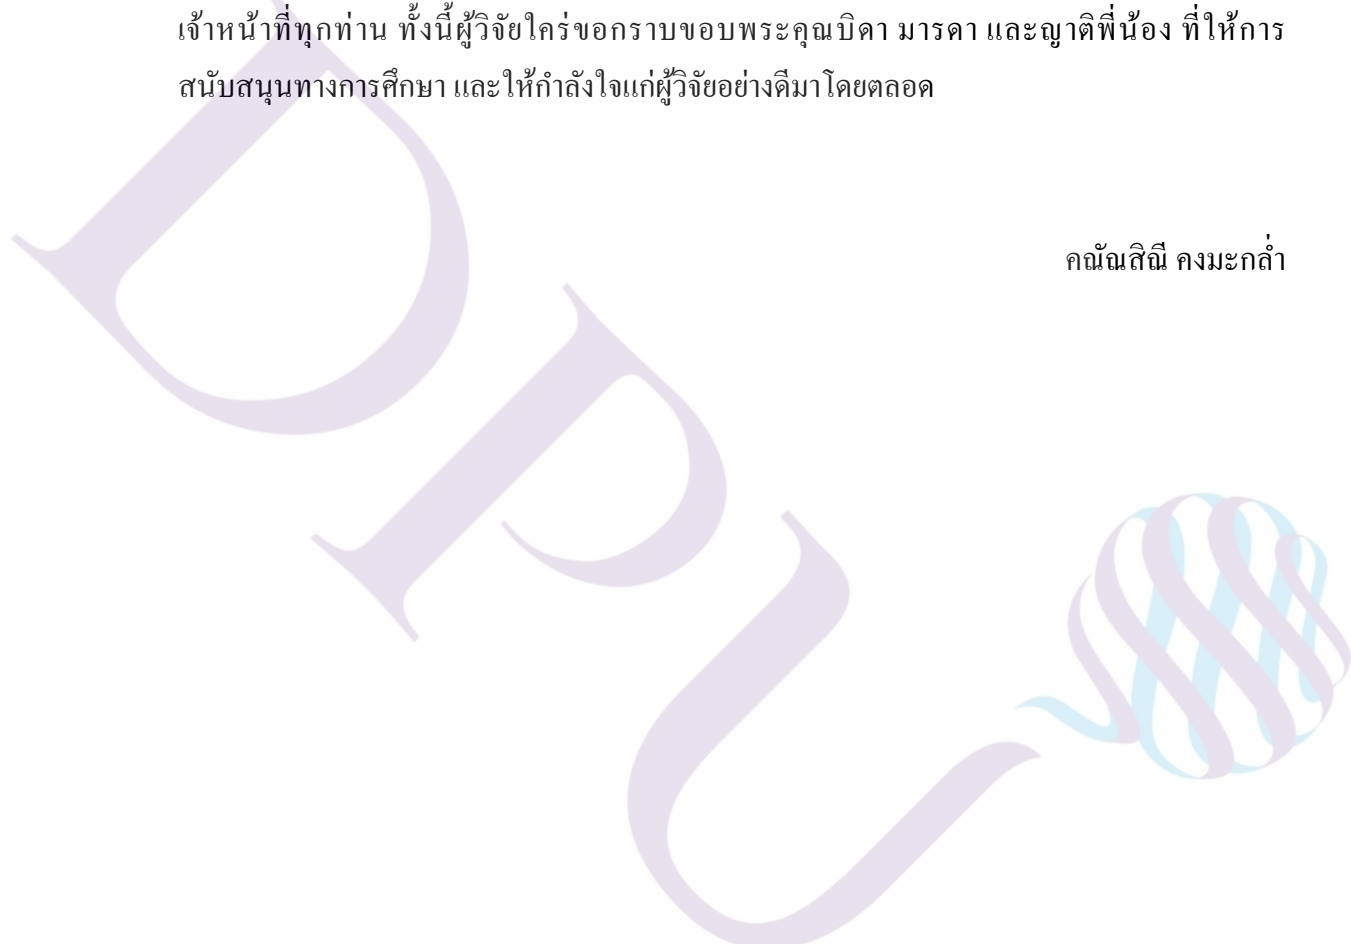 เจ้าหน้าที่ทุกท่าน ทั้งนี้ผู้วิจัยใคร่ขอกราบขอบพระคุณบิดา มารดา และญาติพี่น้อง ที่ให้การ
สนับสนุนทางการศึกษา และให้กำลังใจแก่ผู้วิจัยอย่างดีมาโดยตลอด
คณัณสิณี คงมะกล่ำ
DPU